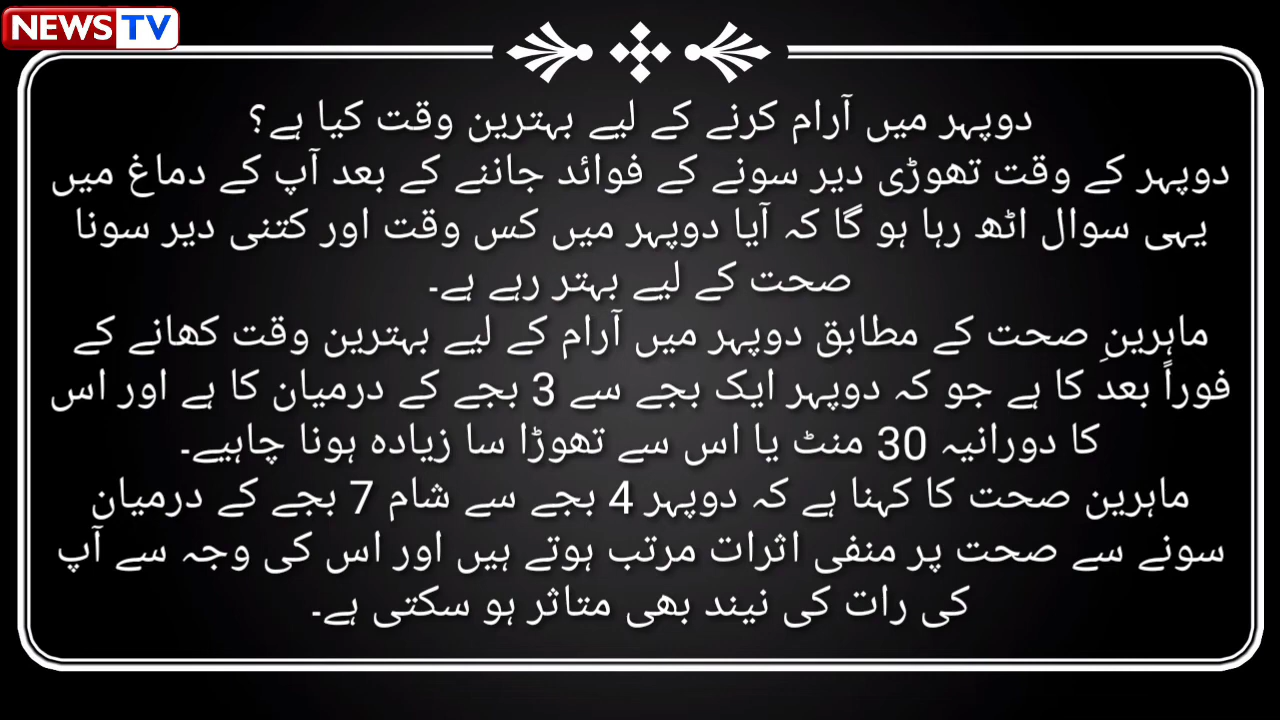 NEWS TV
دوپہر میں آرام کرنے کے لیے بہترین وقت کیا ہے؟
دوپہر کے وقت تھوڑی دیر سونے کے فوائد جاننے کے بعد آپ کے دماغ میں
یہی سوال اٹھ رہا ہو گا کہ آیا دوپہر میں کس وقت اور کتنی دیر سونا
صحت کے لیے بہتر رہے ہے۔
ماہرینِ صحت کے مطابق دوپہر میں آرام کے لیے بہترین وقت کھانے کے
فوراً بعد کا ہے جو کہ دوپہر ایک بجے سے 3 بجے کے درمیان کا ہے اور اس
کا دورانیہ 30 منٹ یا اس سے تھوڑا سا زیادہ ہونا چاہیے۔
ماہرین صحت کا کہنا ہے کہ دوپہر 4 بجے سے شام 7 بجے کے درمیان
سونے سے صحت پر منفی اثرات مرتب ہوتے ہیں اور اس کی وجہ سے آپ
کی رات کی نیند بھی متاثر ہو سکتی ہے۔